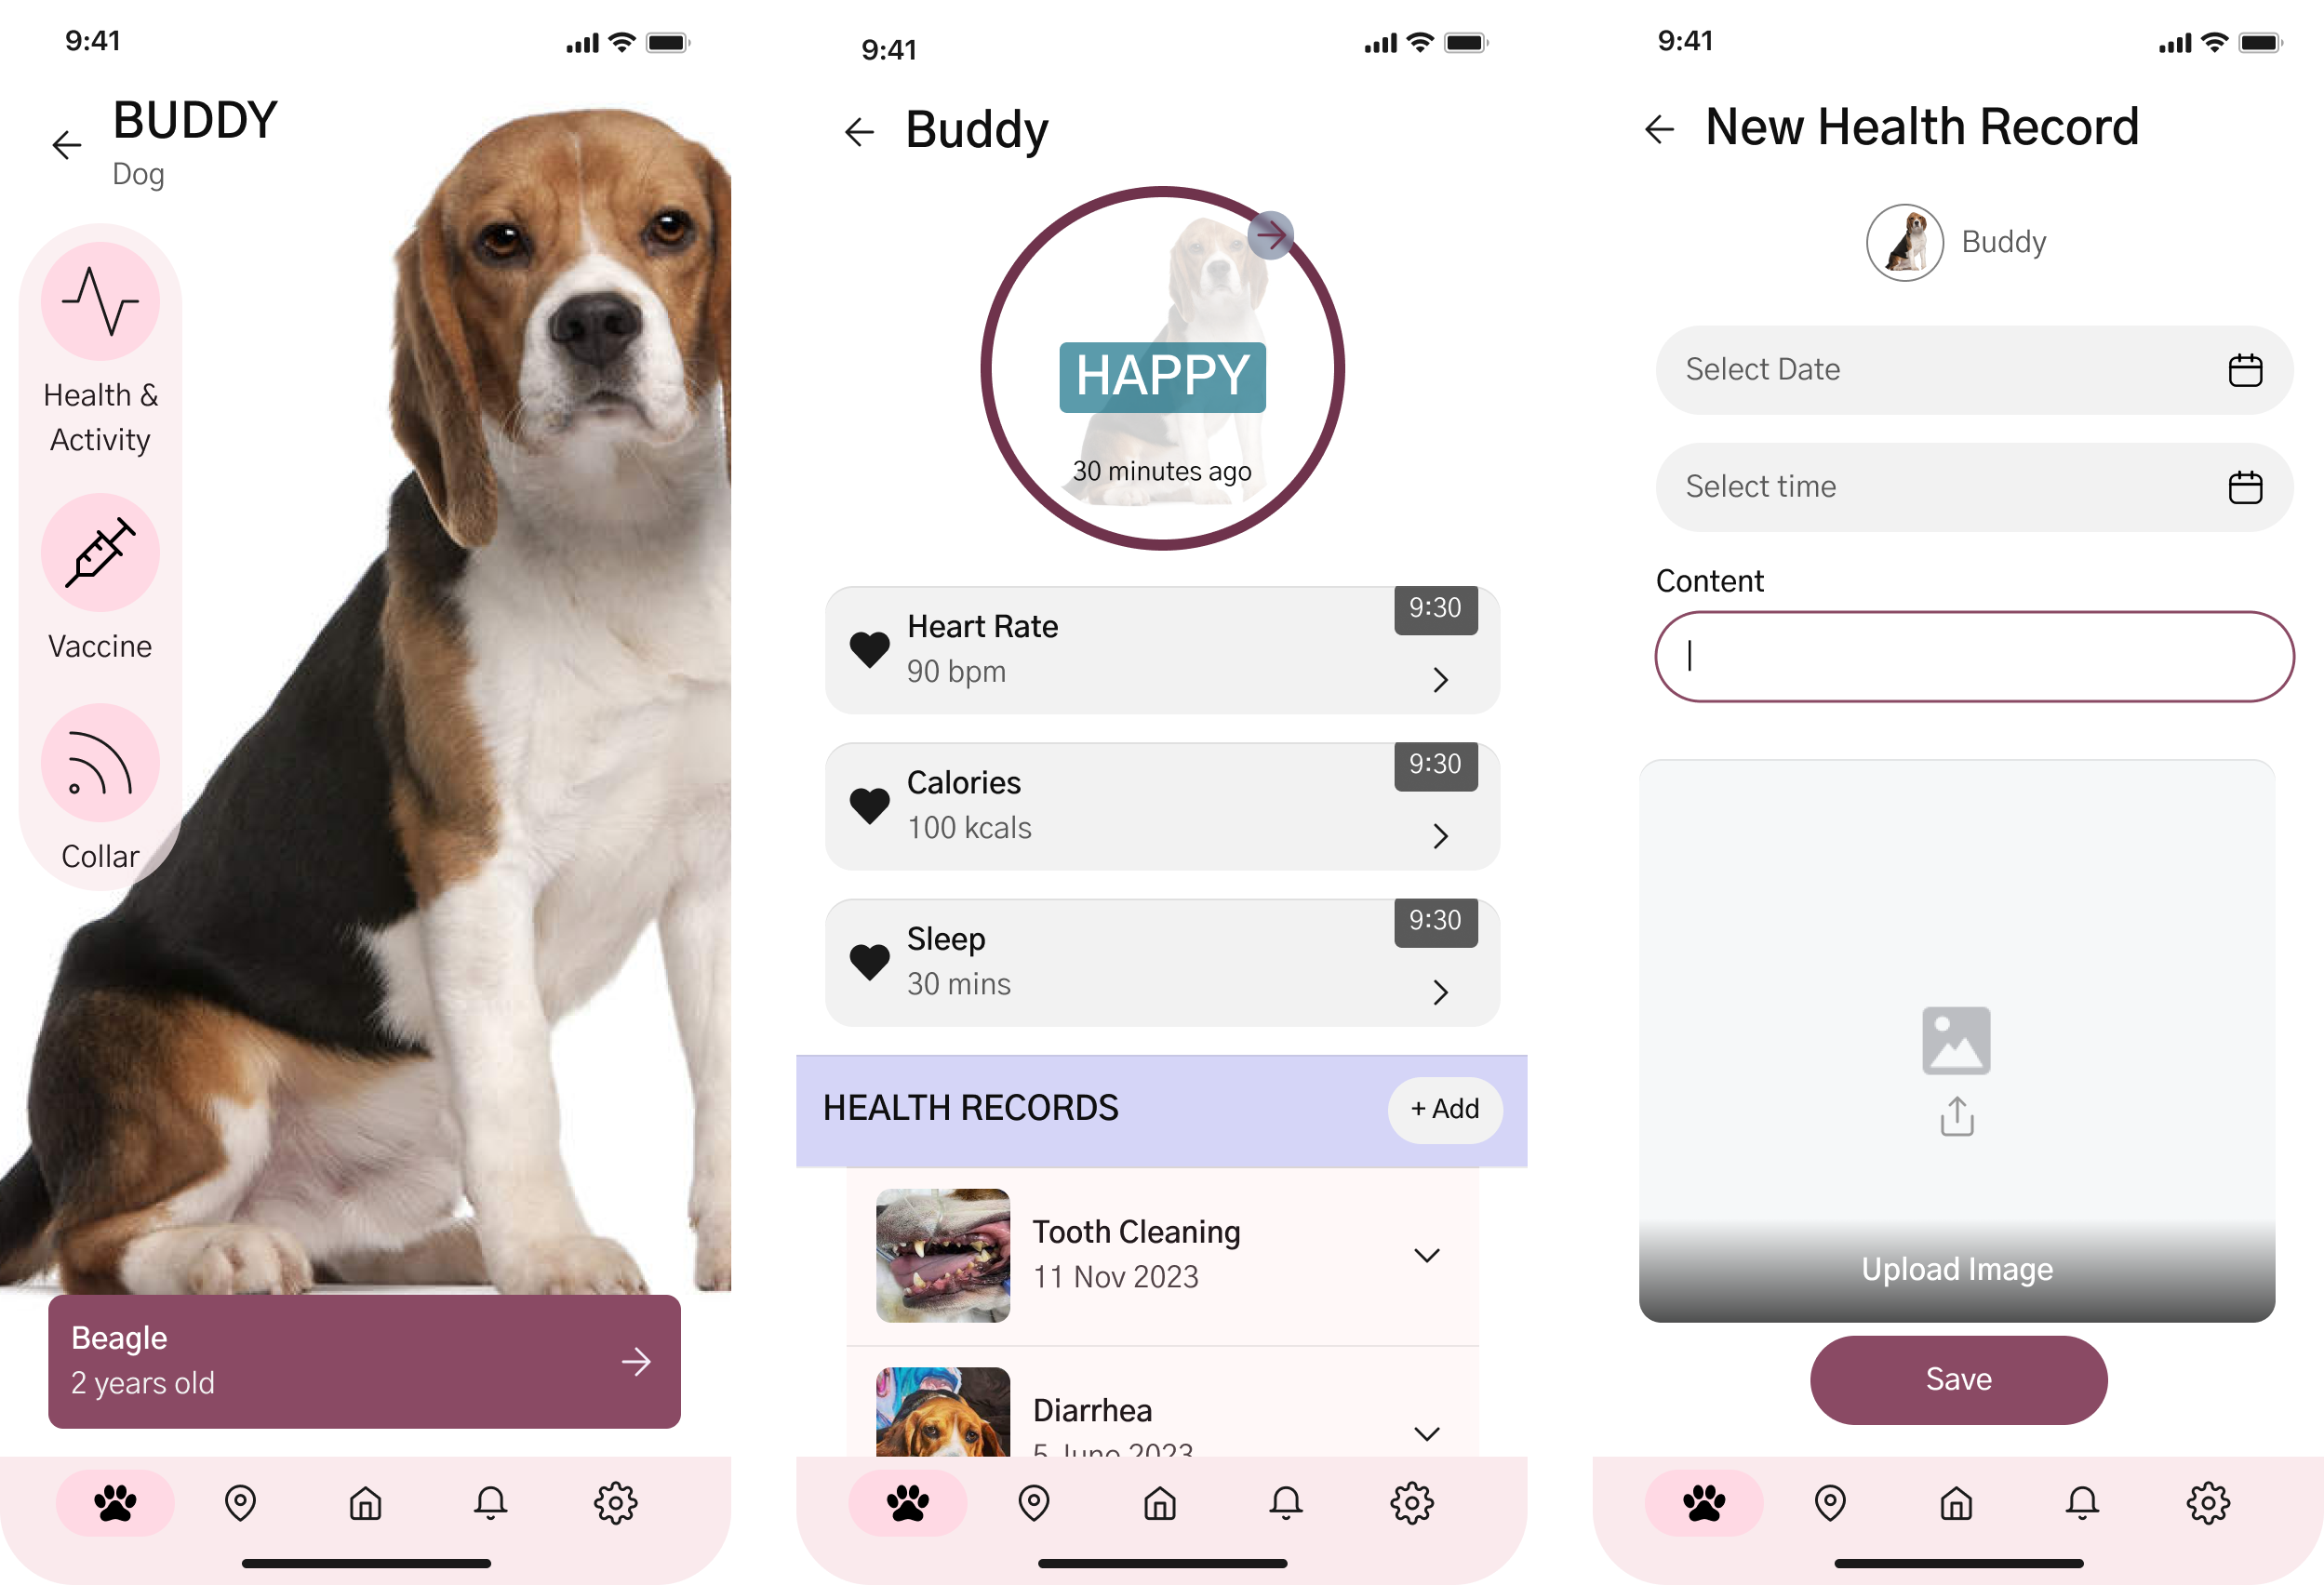 9:41
BUDDY
Dog
Health &
Activity
Vaccine
Collar
Beagle
2 years old
9:41
Buddy
HAPPY
30 minutes ago
Heart Rate
90 bpm
9:30
Calories
100 kcals
9:30
Sleep
30 mins
9:30
HEALTH RECORDS
+ Add
Tooth Cleaning
11 Nov 2023
Diarrhea
5 June 2023
9:41
New Health Record
Buddy
Select Date
Select time
Content
Upload Image
Save